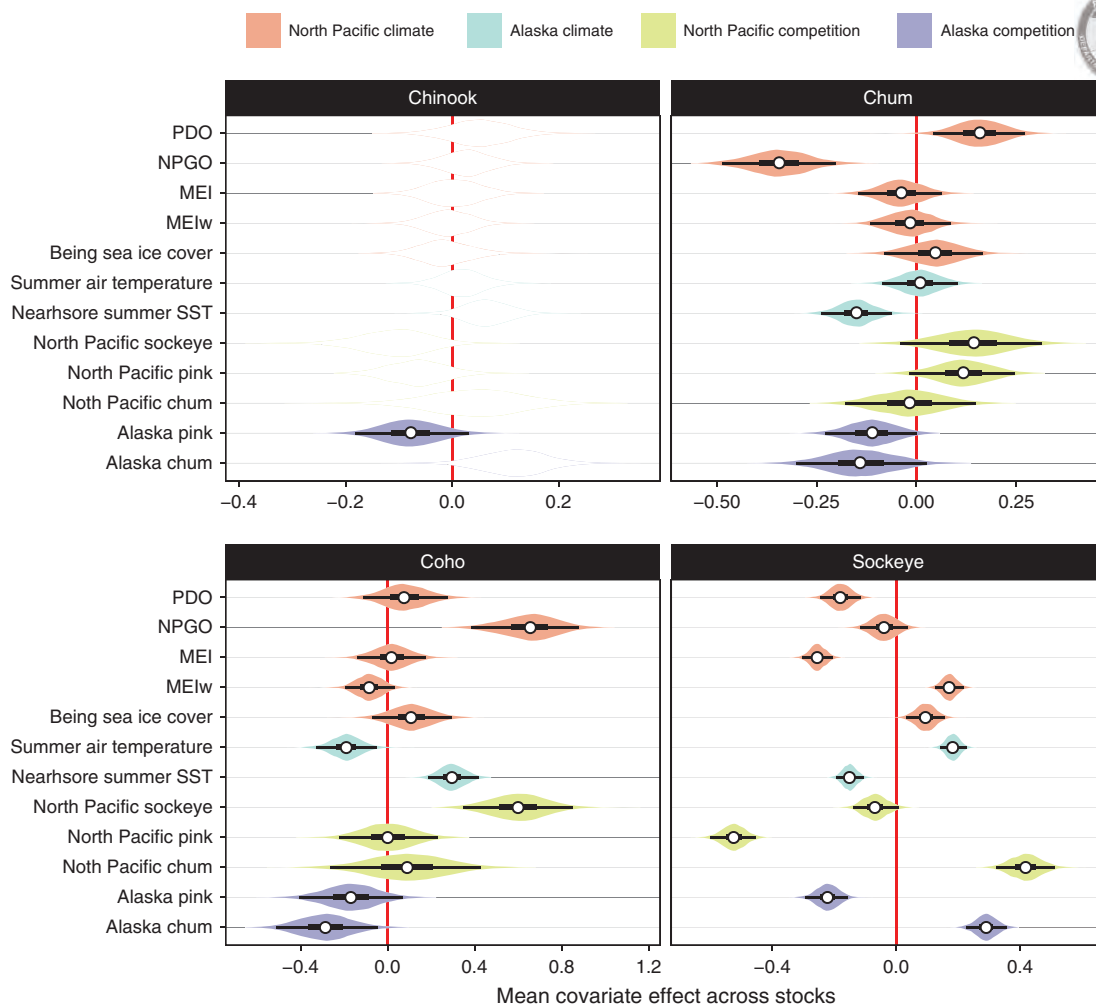 North Pacific climate Alaska climate North Pacific competition Alaska competition
Chinook Chum
PDO
NPGO
MEI
MEIw
Being sea ice cover
Summer air temperature
Nearhsore summer SST
North Pacific sockeye
North Pacific pink
Noth Pacific chum
Alaska pink
Alaska chum
−0.4 −0.2 0.0 0.2 −0.50 −0.25 0.00 0.25
Coho Sockeye
PDO
NPGO
MEI
MEIw
Being sea ice cover
Summer air temperature
Nearhsore summer SST
North Pacific sockeye
North Pacific pink
Noth Pacific chum
Alaska pink
Alaska chum
−0.4 0.0 0.4 0.8 1.2 −0.4 0.0 0.4
Mean covariate effect across stocks